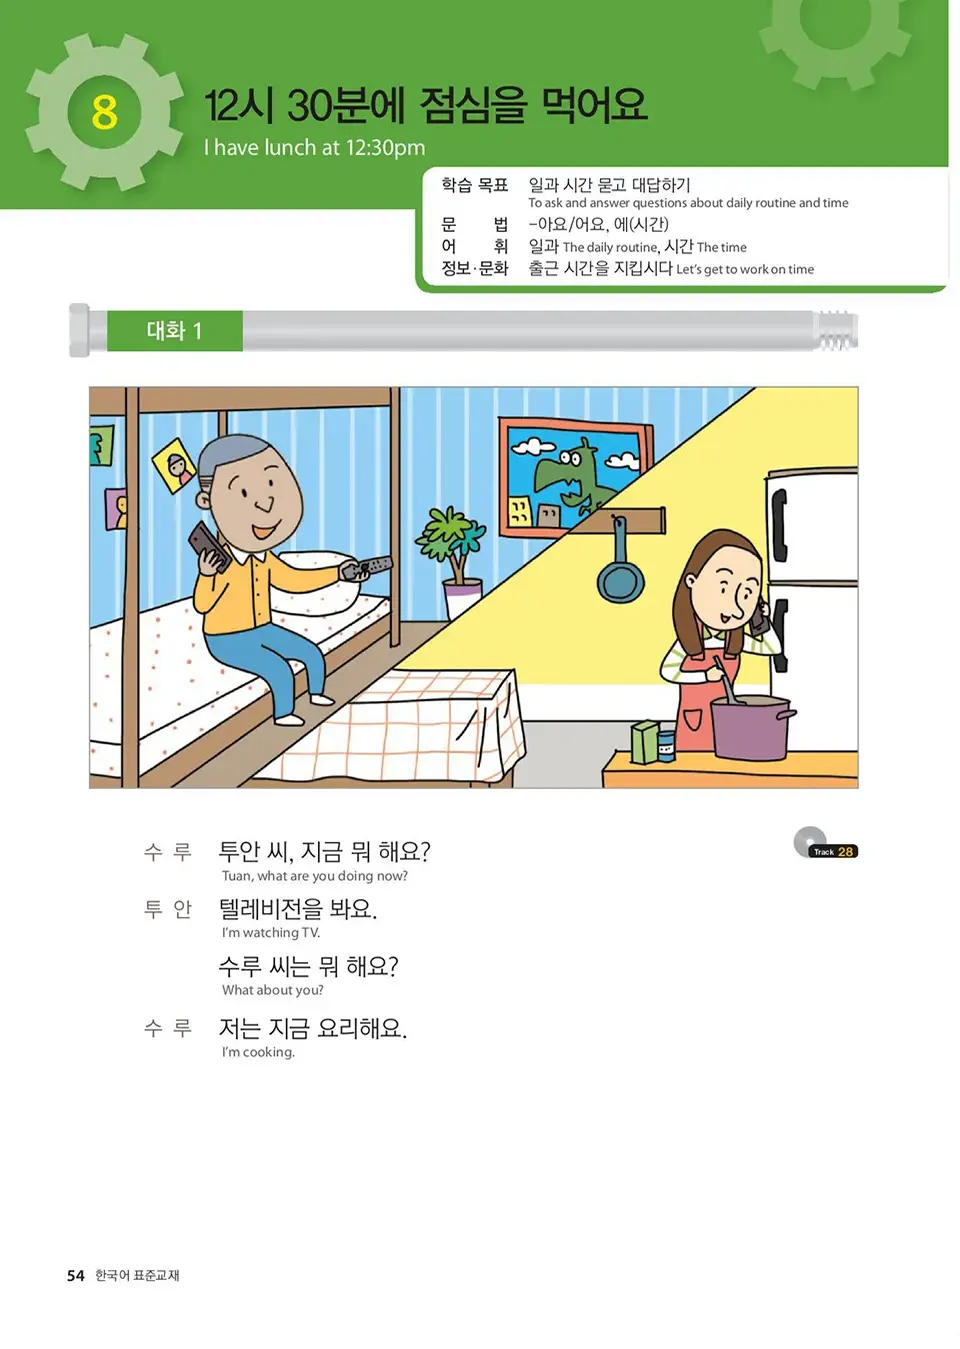 8
12시 30분에 점심을 먹어요
I have lunch at 12:30pm
학습 목표 일과 시간 묻고 대답하기
To ask and answer questions about daily routine and time
문 법 -아요/어요, 에(시간)
어 휘 일과 The daily routine, 시간 The time
정보·문화 출근 시간을 지킵시다 Let's get to work on time
대화 1
Track 28
수 루 투안 씨, 지금 뭐 해요?
Tuan, what are you doing now?
투 안 텔레비전을 봐요.
I'm watching TV.
수루 씨는 뭐 해요?
What about you?
수 루 저는 지금 요리해요.
I'm cooking.
54 한국어 표준교재